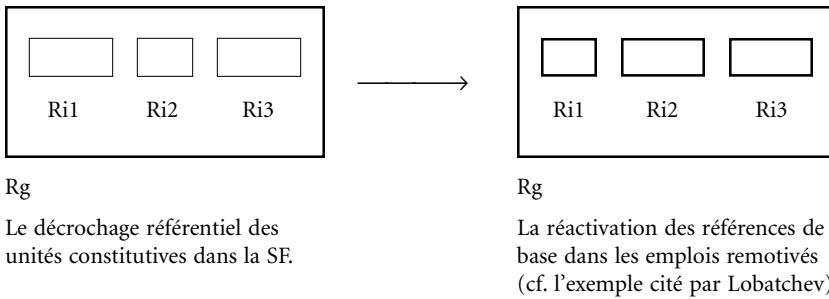 Ri1 Ri2 Ri3
Rg
Le décrochage référentiel des
unités constitutives dans la SF.
Ri1 Ri2 Ri3
Rg
La réactivation des références de
base dans les emplois remotivés
(cf. l'exemple cité par Lobatchev)